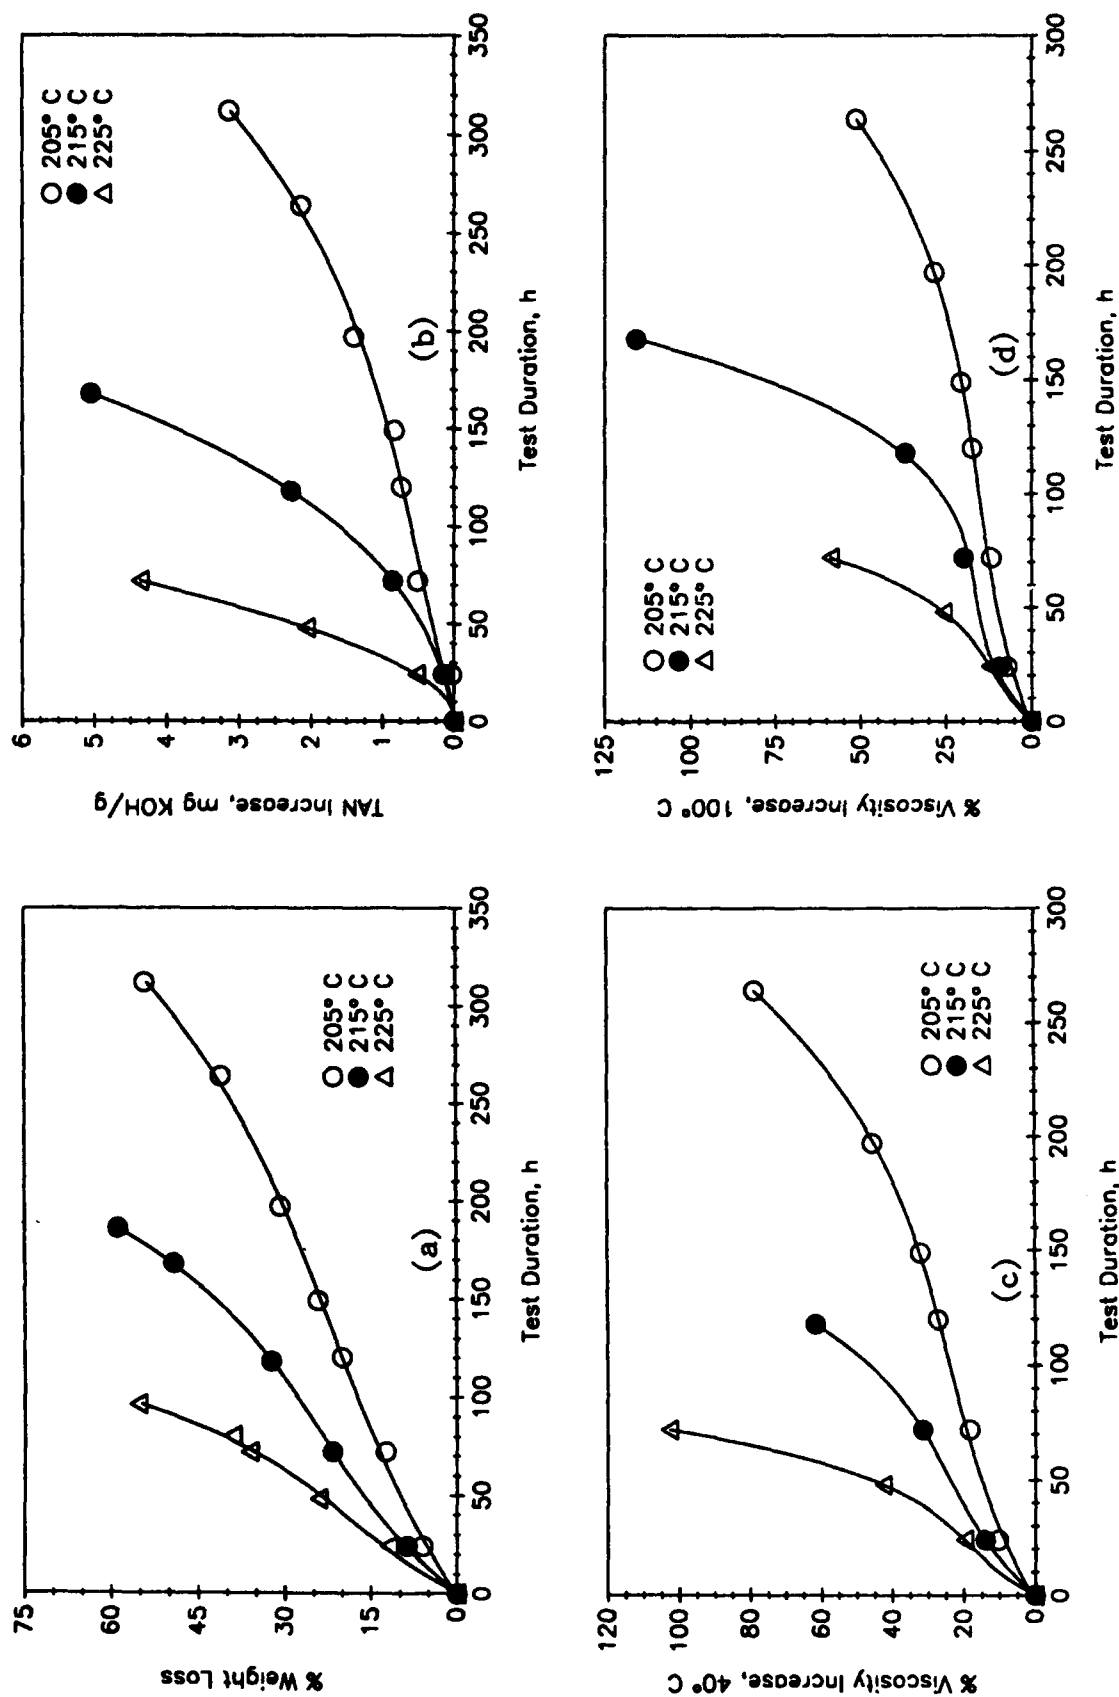 75
60
45
30
15
0
% Weight Loss
205° C
215° C
225° C
(a)
0 50 100 150 200 250 300 350
Test Duration, h
6
5
4
3
2
1
0
TAN Increase, mg KOH/g
205° C
215° C
225° C
(b)
0 50 100 150 200 250 300 350
Test Duration, h
120
100
80
60
40
20
0
% Viscosity Increase, 40° C
205° C
215° C
225° C
(c)
0 50 100 150 200 250 300
Test Duration, h
125
100
75
50
25
0
% Viscosity Increase, 100° C
205° C
215° C
225° C
(d)
0 50 100 150 200 250 300
Test Duration, h